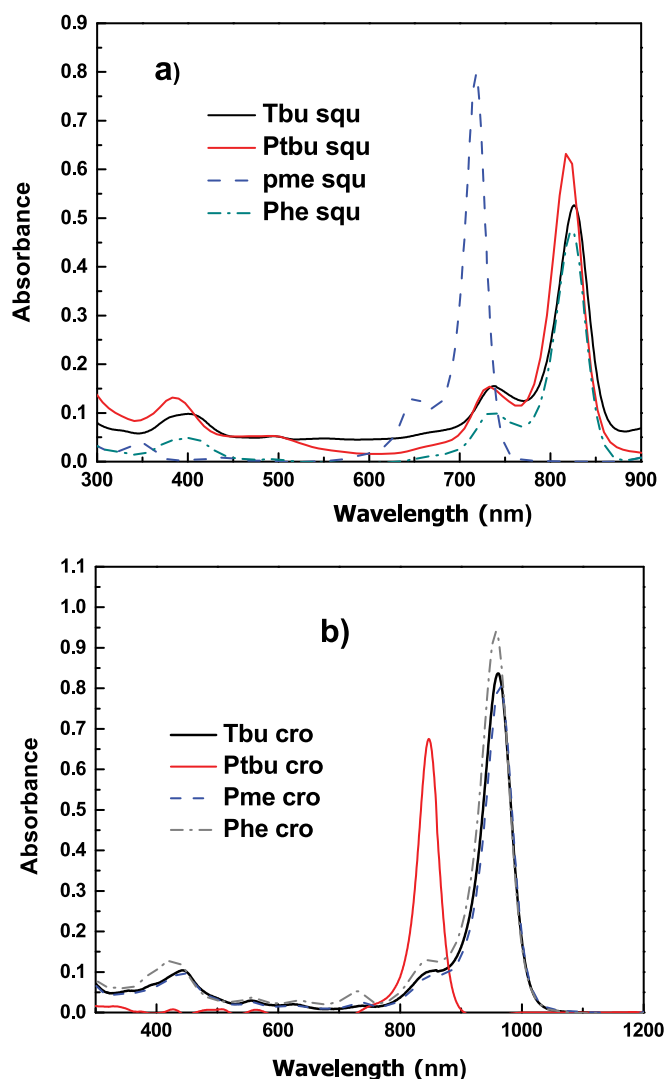 0.9
0.8
0.7
0.6
0.5
0.4
0.3
0.2
0.1
0.0
Absorbance
a)
Tbu squ
Ptbu squ
pme squ
Phe squ
300 400 500 600 700 800 900
Wavelength (nm)
1.1
1.0
0.9
0.8
0.7
0.6
0.5
0.4
0.3
0.2
0.1
0.0
Absorbance
b)
Tbu cro
Ptbu cro
Pme cro
Phe cro
400 600 800 1000 1200
Wavelength (nm)